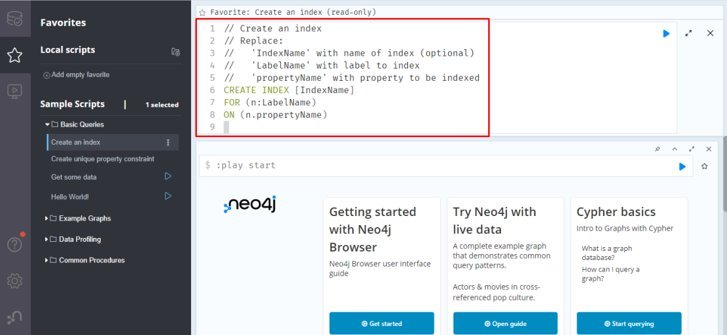 Favorites
Local scripts
Add empty favorite
Sample Scripts | 1 selected
Basic Queries
Create an index
Create unique property constraint
Get some data
Hello World!
Example Graphs
Data Profiling
Common Procedures
Favorite: Create an index (read-only)
1 // Create an index
2 // Replace:
3 //   'IndexName' with name of index (optional)
4 //   'LabelName' with label to index
5 //   'propertyName' with property to be indexed
6 CREATE INDEX [IndexName]
7 FOR (n:LabelName)
8 ON (n.propertyName)
9
$ :play start
neo4j
Getting started
with Neo4j
Browser
Neo4j Browser user interface
guide
Get started
Try Neo4j with
live data
A complete example graph
that demonstrates common
query patterns.
Actors & movies in cross-
referenced pop culture.
Open guide
Cypher basics
Intro to Graphs with Cypher
What is a graph
database?
How can I query a
graph?
Start querying